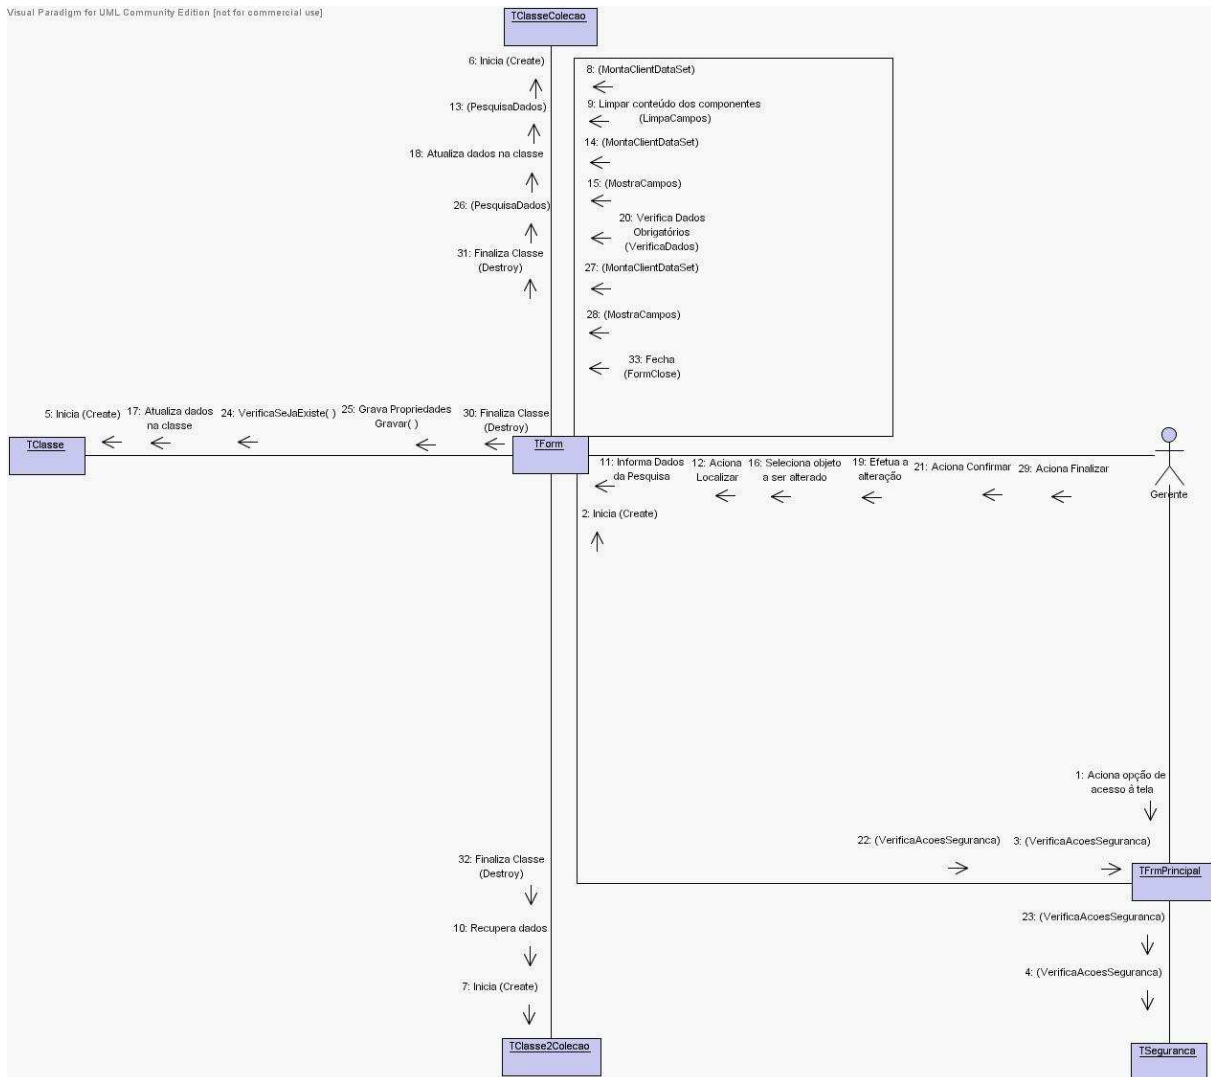 Visual Paradigm for UML Community Edition [not for commercial use]
TClasseColecao
6: Inicia (Create)
13: (PesquisaDados)
18: Atualiza dados na classe
26: (PesquisaDados)
31: Finaliza Classe
(Destroy)
8: (MontaClientDataSet)
9: Limpar conteúdo dos componentes
(LimpaCampos)
14: (MontaClientDataSet)
15: (MostraCampos)
20: Verifica Dados
Obrigatórios
(VerificaDados)
27: (MontaClientDataSet)
28: (MostraCampos)
33: Fecha
(FormClose)
5: Inicia (Create)
17: Atualiza dados
na classe
24: VerificaSeJaExiste( )
25: Grava Propriedades
Gravar( )
30: Finaliza Classe
(Destroy)
TClasse
TForm
11: Informa Dados
da Pesquisa
12: Aciona
Localizar
16: Seleciona objeto
a ser alterado
19: Efetua a
alteração
21: Aciona Confirmar
29: Aciona Finalizar
Gerente
2: Inicia (Create)
1: Aciona opção de
acesso á tela
22: (VerificaAcoesSeguranca)
3: (VerificaAcoesSeguranca)
TFrmPrincipal
32: Finaliza Classe
(Destroy)
10: Recupera dados
7: Inicia (Create)
23: (VerificaAcoesSeguranca)
4: (VerificaAcoesSeguranca)
TClasse2Colecao
TSeguranca